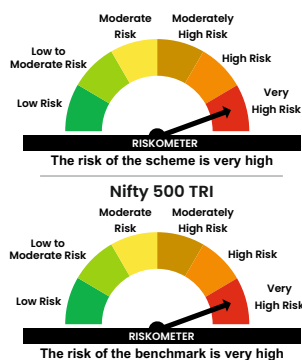 Moderate Risk
Moderately High Risk
Low to Moderate Risk
High Risk
Low Risk
Very High Risk
RISKOMETER
The risk of the scheme is very high
Nifty 500 TRI
Moderate Risk
Moderately High Risk
Low to Moderate Risk
High Risk
Low Risk
Very High Risk
RISKOMETER
The risk of the benchmark is very high